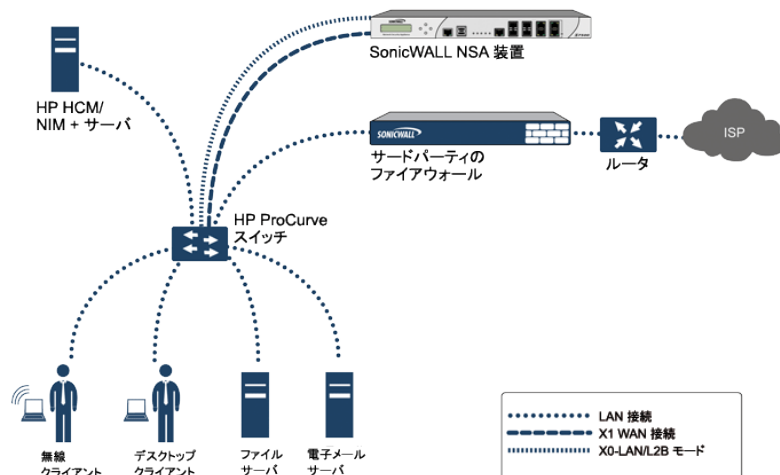 SonicWALL NSA 装置
HP HCM/
NIM + サーバ
SONICWALL
サードパーティの
ファイアウォール
ルータ
ISP
HP ProCurve
スイッチ
無線
クライアント
デスクトップ
クライアント
ファイル
サーバ
電子メール
サーバ
LAN 接続
X1 WAN 接続
X0-LAN/L2B モード